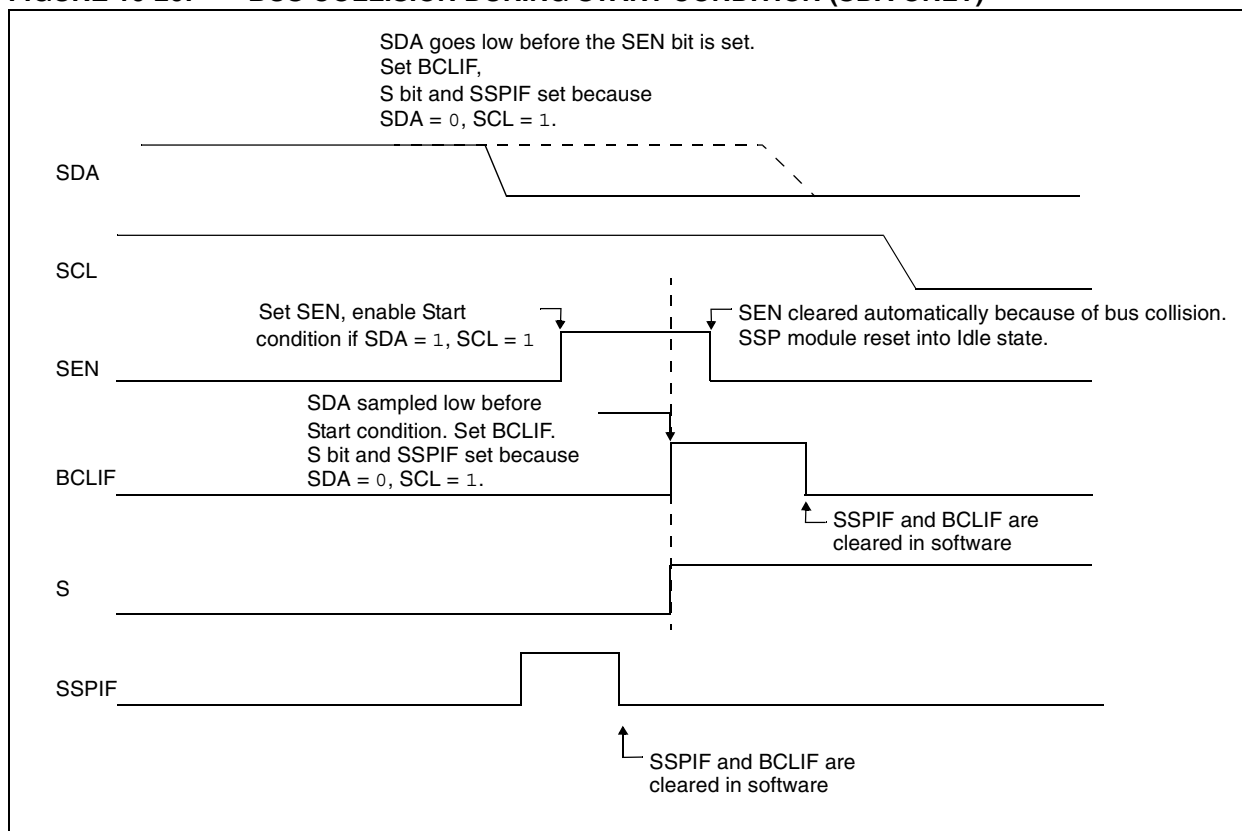 SDA goes low before the SEN bit is set.
Set BCLIF,
S bit and SSPIF set because
SDA = 0, SCL = 1.
SDA
SCL
Set SEN, enable Start
condition if SDA = 1, SCL = 1
SEN cleared automatically because of bus collision.
SSP module reset into Idle state.
SEN
SDA sampled low before
Start condition. Set BCLIF.
S bit and SSPIF set because
SDA = 0, SCL = 1.
BCLIF
SSPIF and BCLIF are
cleared in software
S
SSPIF
SSPIF and BCLIF are
cleared in software